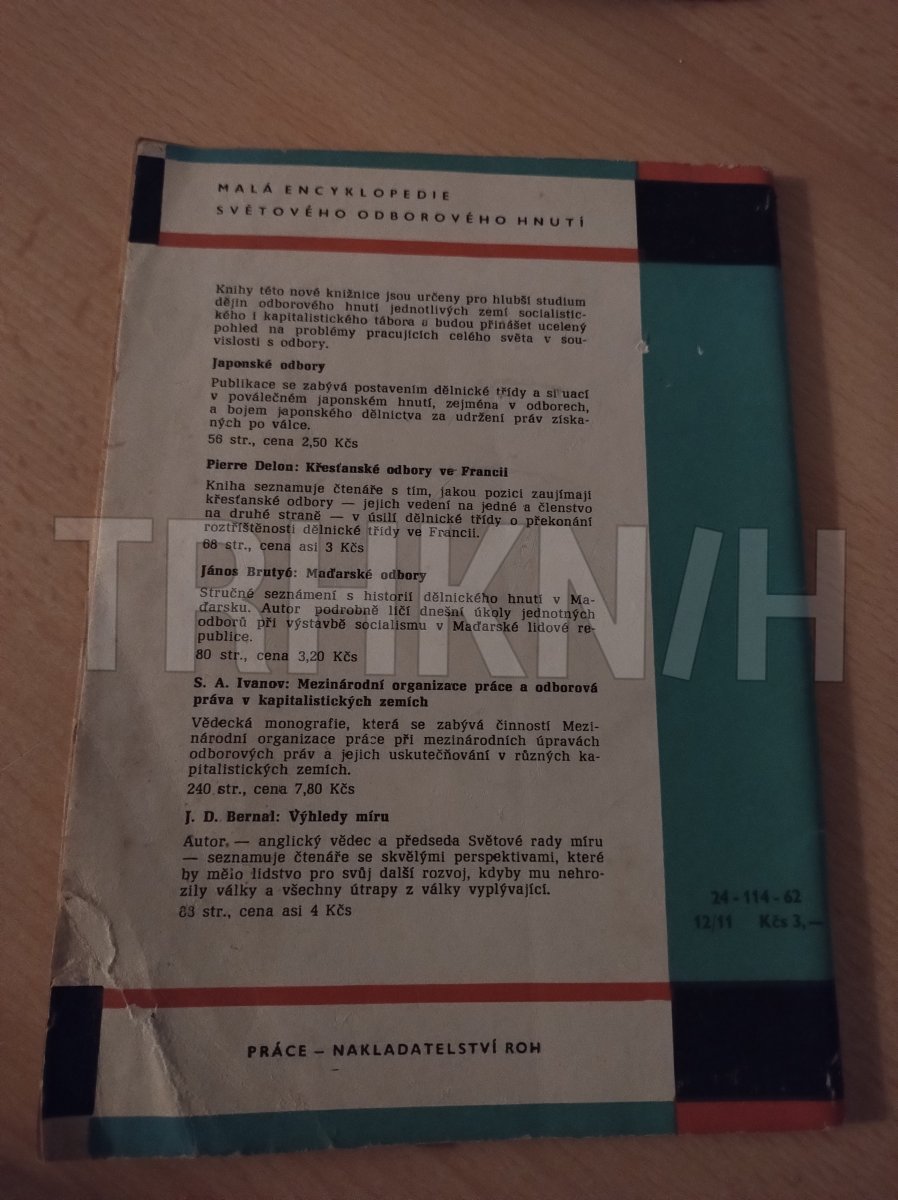 MALÁ ENCYKLOPEDIE
SVĚTOVÉHO ODBOROVÉHO HNUTÍ
Knihy této nové knižnice jsou určeny pro hlubší studium
dějin odborového hnutí jednotlivých zemí socialistic-
kého i kapitalistického tábora a budou přinášet ucelený
pohled na problémy pracujících celého světa v sou-
vislosti s odbory.
Japonské odbory
Publikace se zabývá postavením dělnické třídy a si uací
v poválečném japonském hnutí, zejména v odborech,
a bojem japonského dělnictva za udržení práv získa-
ných po válce.
56 str., cena 2,50 Kčs
Pierre Delon: Křesťanské odbory ve Francii
Kniha seznamuje čtenáře s tím, jakou pozici zaujímají
křesťanské odbory — jejich vedení na jedné a členstvo
na druhé straně — v úsilí dělnické třídy o překonání
roztříštěnosti dělnické třídy ve Francii.
68 str., cena asi 3 Kčs
János Brutyó: Maďarské odbory
Stručné seznámení s historií dělnického hnutí v Ma-
ďarsku. Autor podrobně líčí dnešní úkoly jednotných
odborů při výstavbě socialismu v Maďarské lidové re-
publice.
80 str., cena 3,20 Kčs
S. A. Ivanov: Mezinárodní organizace práce a odborová
práva v kapitalistických zemích
Vědecká monografie, která se zabývá činností Mezi-
národní organizace práce při mezinárodních úpravách
odborových práv a jejich uskutečňování v různých ka-
pitalistických zemích.
240 str., cena 7,80 Kčs
J. D. Bernal: Výhledy míru
Autor — anglický vědec a předseda Světové rady míru
— seznamuje čtenáře se skvělými perspektivami, které
by mělo lidstvo pro svůj další rozvoj, kdyby mu nehro-
zily války a všechny útrapy z války vyplývající.
83 str., cena asi 4 Kčs
24-114-62
12/11 Kčs 3,—
PRÁCE – NAKLADATELSTVÍ ROH
TRHKNIH